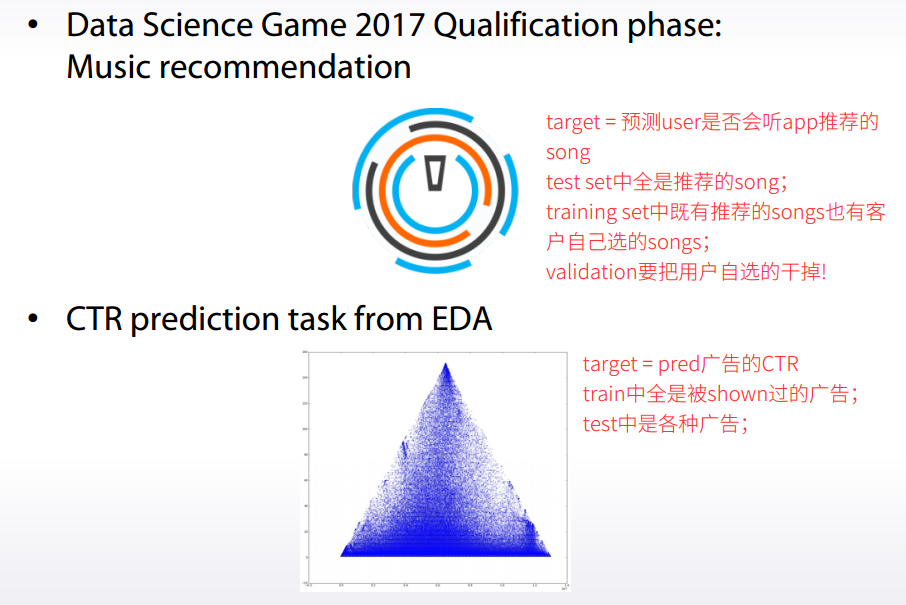 • Data Science Game 2017 Qualification phase:
Music recommendation
target = 预测user是否会听app推荐的
song
test set中全是推荐的song；
training set中既有推荐的songs也有客
户自己选的songs；
validation要把用户自选的干掉!
• CTR prediction task from EDA
target = pred广告的CTR
train中全是被shown过的广告；
test中是各种广告；